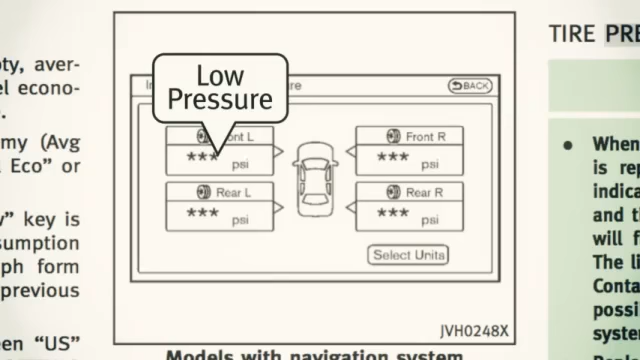 pty, aver-
el econo-
my (Avg
Eco” or
” key is
sumption
ph form
previous
een “US”
Low
Pressure
BACK
Front R
*** psi
*** psi
Rear L
Rear R
*** psi
*** psi
Select Units
JVH0248X
Models with navigation system
TIRE PRE
When
is rep
indica
and t
will f
The li
Conta
possi
system